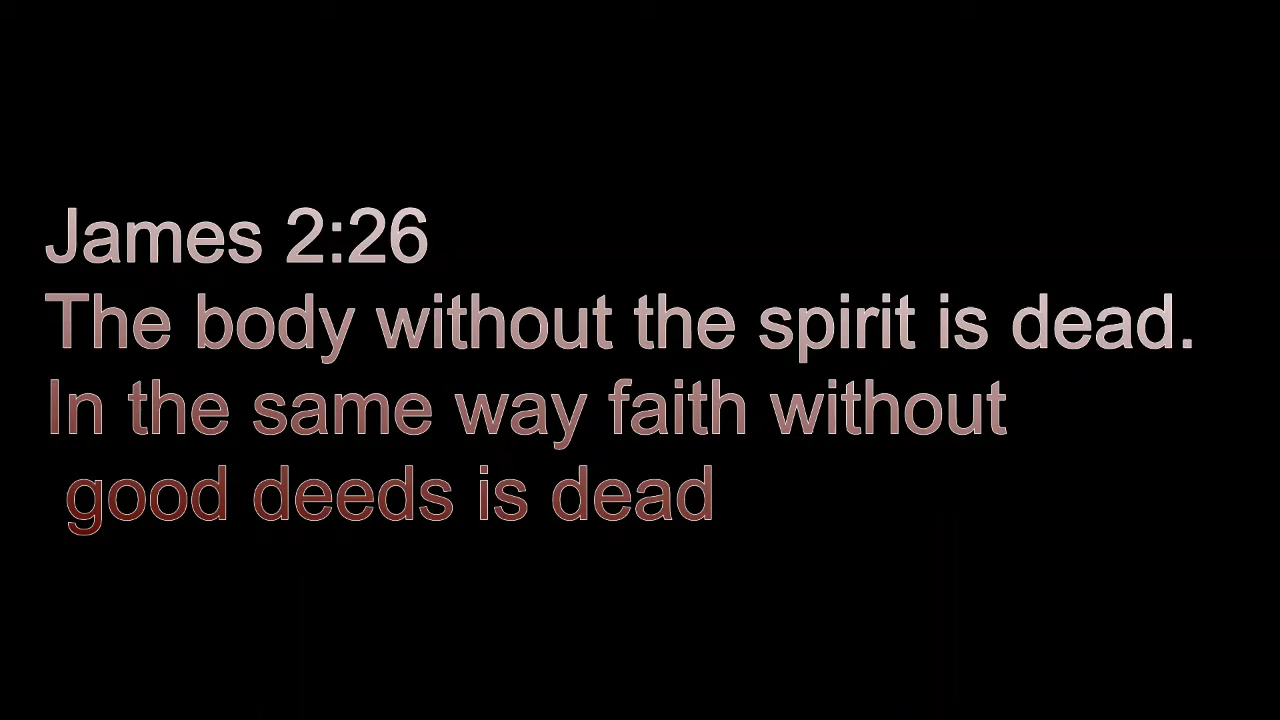 James 2:26
The body without the spirit is dead.
In the same way faith without
good deeds is dead